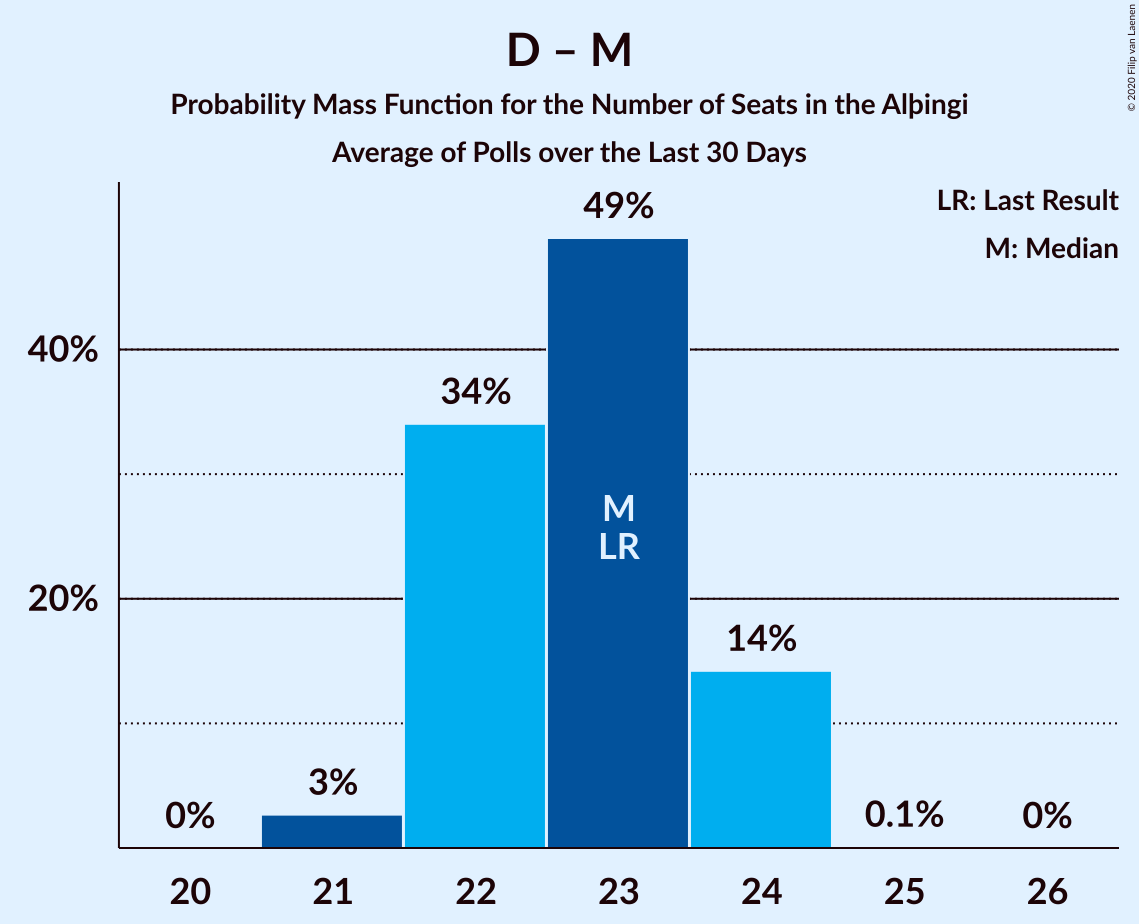 D – M
Probability Mass Function for the Number of Seats in the Alþingi
Average of Polls over the Last 30 Days
© 2020 Filip van Laenen
LR: Last Result
M: Median
49%
40%
34%
M
LR
20%
14%
3%
0%
0.1%
0%
20 21 22 23 24 25 26